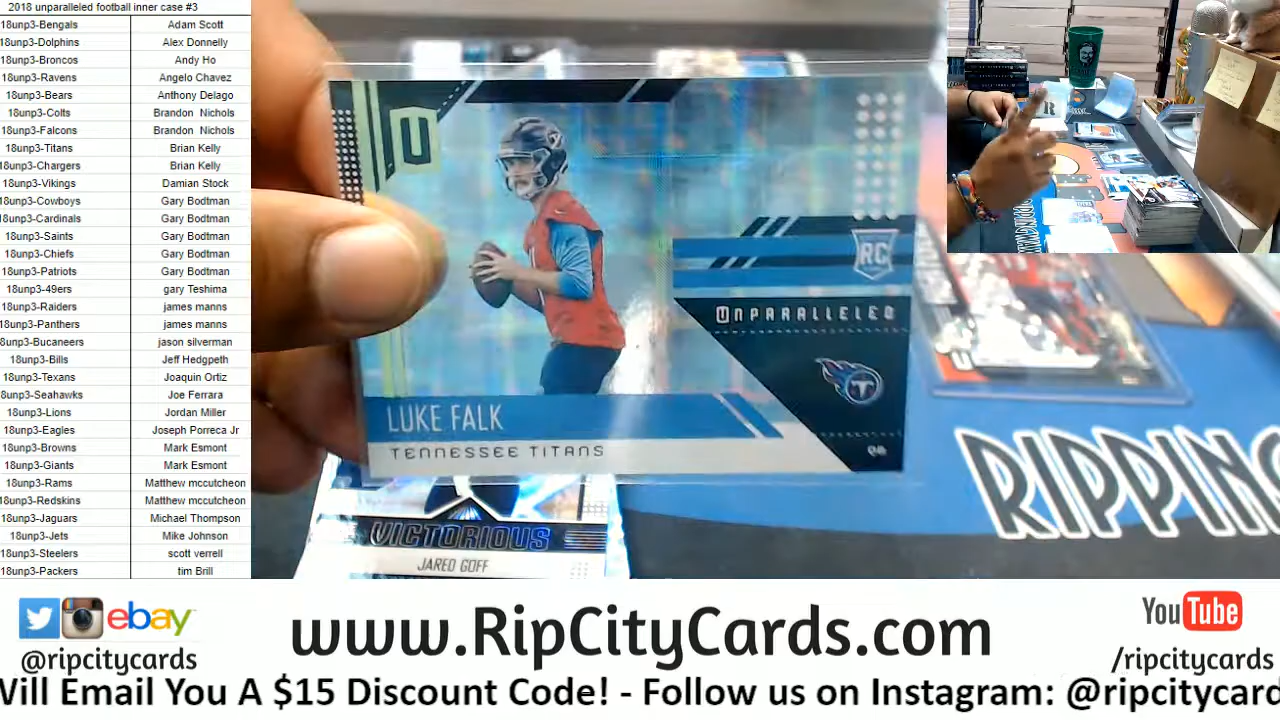 2018 unparalleled football inner case #3
18unp3-Bengals Adam Scott
18unp3-Dolphins Alex Donnelly
18unp3-Broncos Andy Ho
18unp3-Ravens Angelo Chavez
18unp3-Bears Anthony Delago
18unp3-Colts Brandon Nichols
18unp3-Falcons Brandon Nichols
18unp3-Titans Brian Kelly
18unp3-Chargers Brian Kelly
18unp3-Vikings Damian Stock
18unp3-Cowboys Gary Bodtman
18unp3-Cardinals Gary Bodtman
18unp3-Saints Gary Bodtman
18unp3-Chiefs Gary Bodtman
18unp3-Patriots Gary Bodtman
18unp3-49ers gary Teshima
18unp3-Raiders james manns
18unp3-Panthers james manns
18unp3-Bucaneers jason silverman
18unp3-Bills Jeff Hedgpeth
18unp3-Texans Joaquin Ortiz
18unp3-Seahawks Joe Ferrara
18unp3-Lions Jordan Miller
18unp3-Eagles Joseph Porreca Jr
18unp3-Browns Mark Esmont
18unp3-Giants Mark Esmont
18unp3-Rams Matthew mccutcheon
18unp3-Redskins Matthew mccutcheon
18unp3-Jaguars Michael Thompson
18unp3-Jets Mike Johnson
18unp3-Steelers scott verrell
18unp3-Packers tim Brill
U
RC
UNPARALLELED
T
LUKE FALK
TENNESSEE TITANS
QB
VICTORIOUS
JARED GOFF
RIPPING
R
ebay
@ripcitycards
www.RipCityCards.com
YouTube
/ripcitycards
Will Email You A $15 Discount Code! - Follow us on Instagram: @ripcitycard